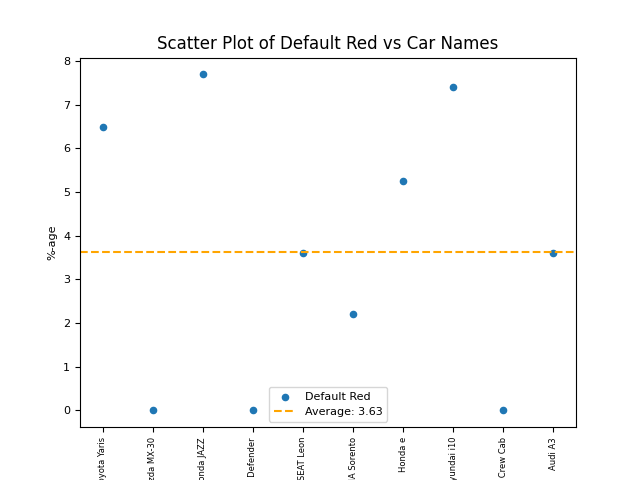 Scatter Plot of Default Red vs Car Names
8
7
6
5
4
3
2
1
0
%-age
Default Red
Average: 3.63
oyota Yaris
zda MX-30
onda JAZZ
Defender
SEAT Leon
A Sorento
Honda e
yundai i10
Crew Cab
Audi A3